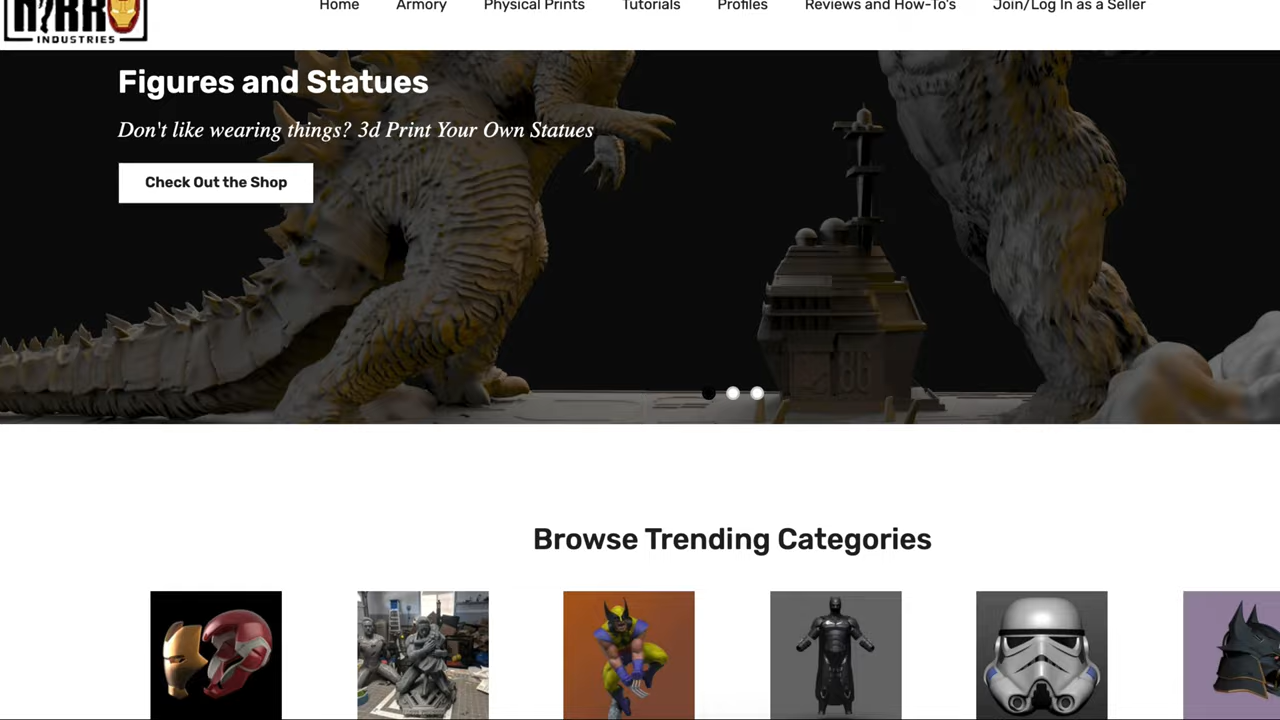 INDUSTRIES
Home Armory Physical Prints Tutorials Profiles Reviews and How-To's Join/Log In as a Seller
Figures and Statues
Don't like wearing things? 3d Print Your Own Statues
Check Out the Shop
86
Browse Trending Categories